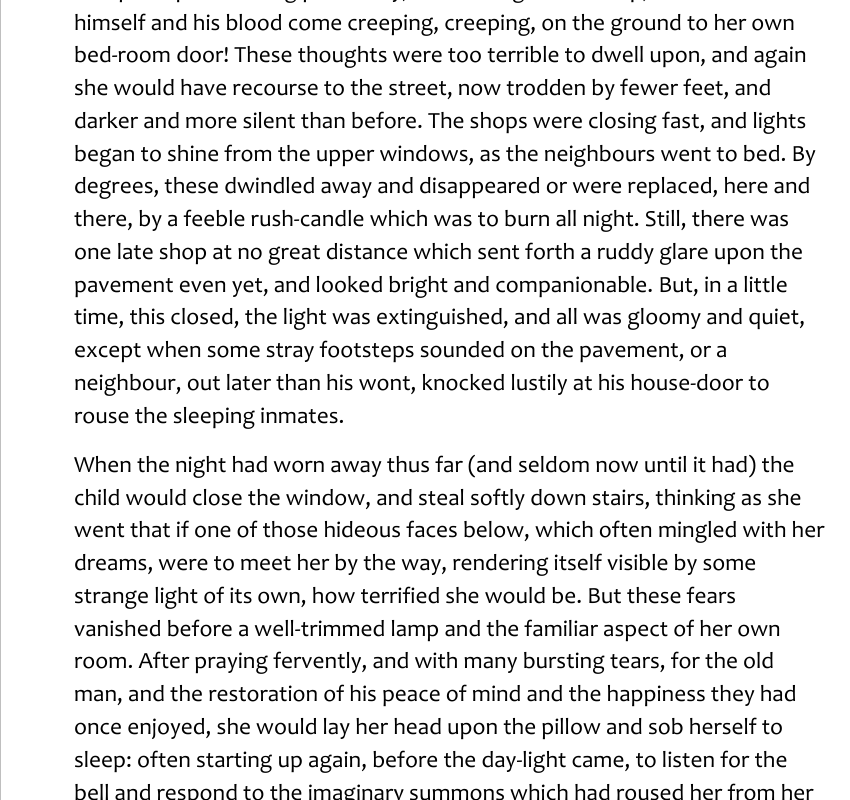 himself and his blood come creeping, creeping, on the ground to her own
bed-room door! These thoughts were too terrible to dwell upon, and again
she would have recourse to the street, now trodden by fewer feet, and
darker and more silent than before. The shops were closing fast, and lights
began to shine from the upper windows, as the neighbours went to bed. By
degrees, these dwindled away and disappeared or were replaced, here and
there, by a feeble rush-candle which was to burn all night. Still, there was
one late shop at no great distance which sent forth a ruddy glare upon the
pavement even yet, and looked bright and companionable. But, in a little
time, this closed, the light was extinguished, and all was gloomy and quiet,
except when some stray footsteps sounded on the pavement, or a
neighbour, out later than his wont, knocked lustily at his house-door to
rouse the sleeping inmates.
When the night had worn away thus far (and seldom now until it had) the
child would close the window, and steal softly down stairs, thinking as she
went that if one of those hideous faces below, which often mingled with her
dreams, were to meet her by the way, rendering itself visible by some
strange light of its own, how terrified she would be. But these fears
vanished before a well-trimmed lamp and the familiar aspect of her own
room. After praying fervently, and with many bursting tears, for the old
man, and the restoration of his peace of mind and the happiness they had
once enjoyed, she would lay her head upon the pillow and sob herself to
sleep: often starting up again, before the day-light came, to listen for the
bell and respond to the imaginary summons which had roused her from her